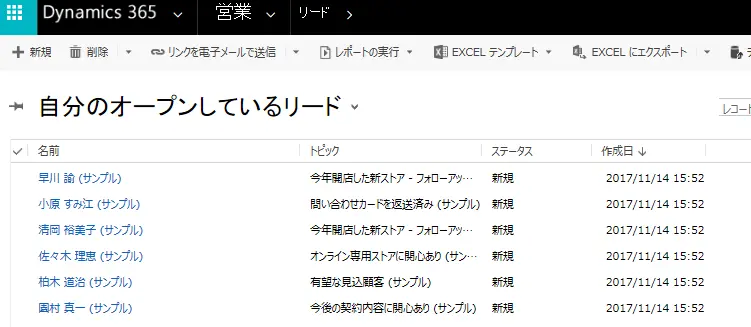 Dynamics 365 営業 リード
新規 削除 リンクを電子メールで送信 レポートの実行 EXCEL テンプレート EXCEL にエクスポート
自分のオープンしているリード
レコート
名前 トピック ステータス 作成日
早川 諭 (サンプル) 今年開店した新ストア - フォローアッ… 新規 2017/11/14 15:52
小原 すみ江 (サンプル) 問い合わせカードを返送済み (サンプル) 新規 2017/11/14 15:52
清岡 裕美子 (サンプル) 今年開店した新ストア - フォローアッ… 新規 2017/11/14 15:52
佐々木 理恵 (サンプル) オンライン専用ストアに関心あり (サン… 新規 2017/11/14 15:52
柏木 道治 (サンプル) 有望な見込顧客 (サンプル) 新規 2017/11/14 15:52
園村 真一 (サンプル) 今後の契約内容に関心あり (サンプル) 新規 2017/11/14 15:52